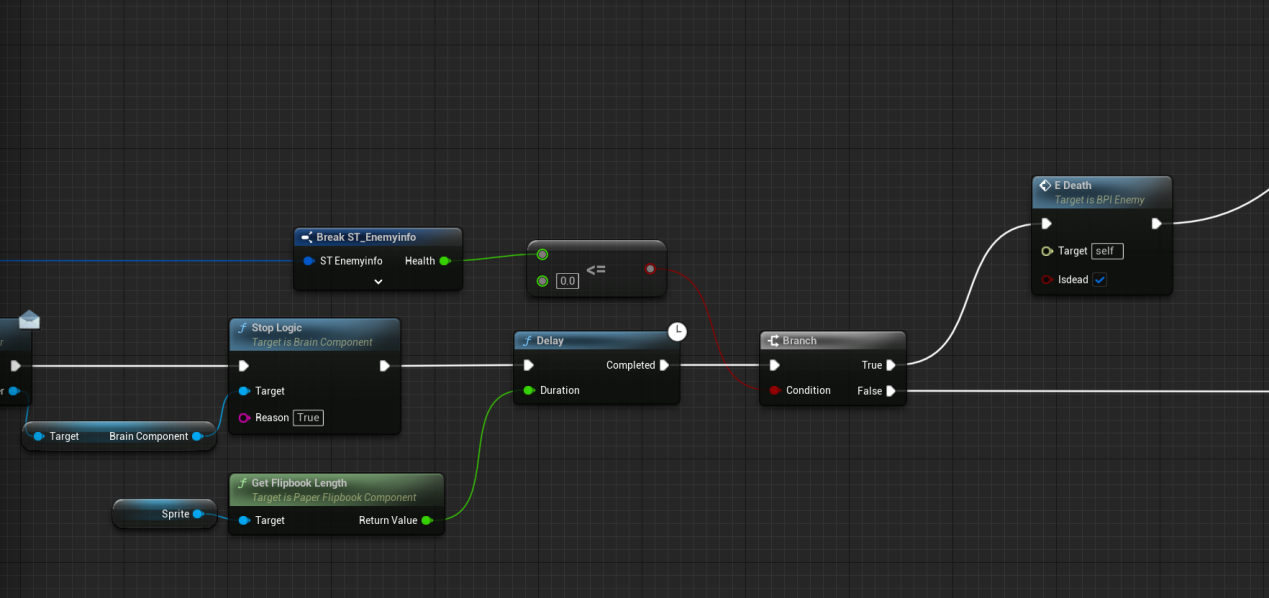 E Death
Target is BPI Enemy
Target self
Isdead
Break ST_Enemyinfo
ST Enemyinfo Health
<=
0.0
Stop Logic
Target is Brain Component
Target
Reason True
Delay
Completed
Duration
Branch
True
Condition False
r
er
Target Brain Component
Get Flipbook Length
Target is Paper Flipbook Component
Target Return Value
Sprite